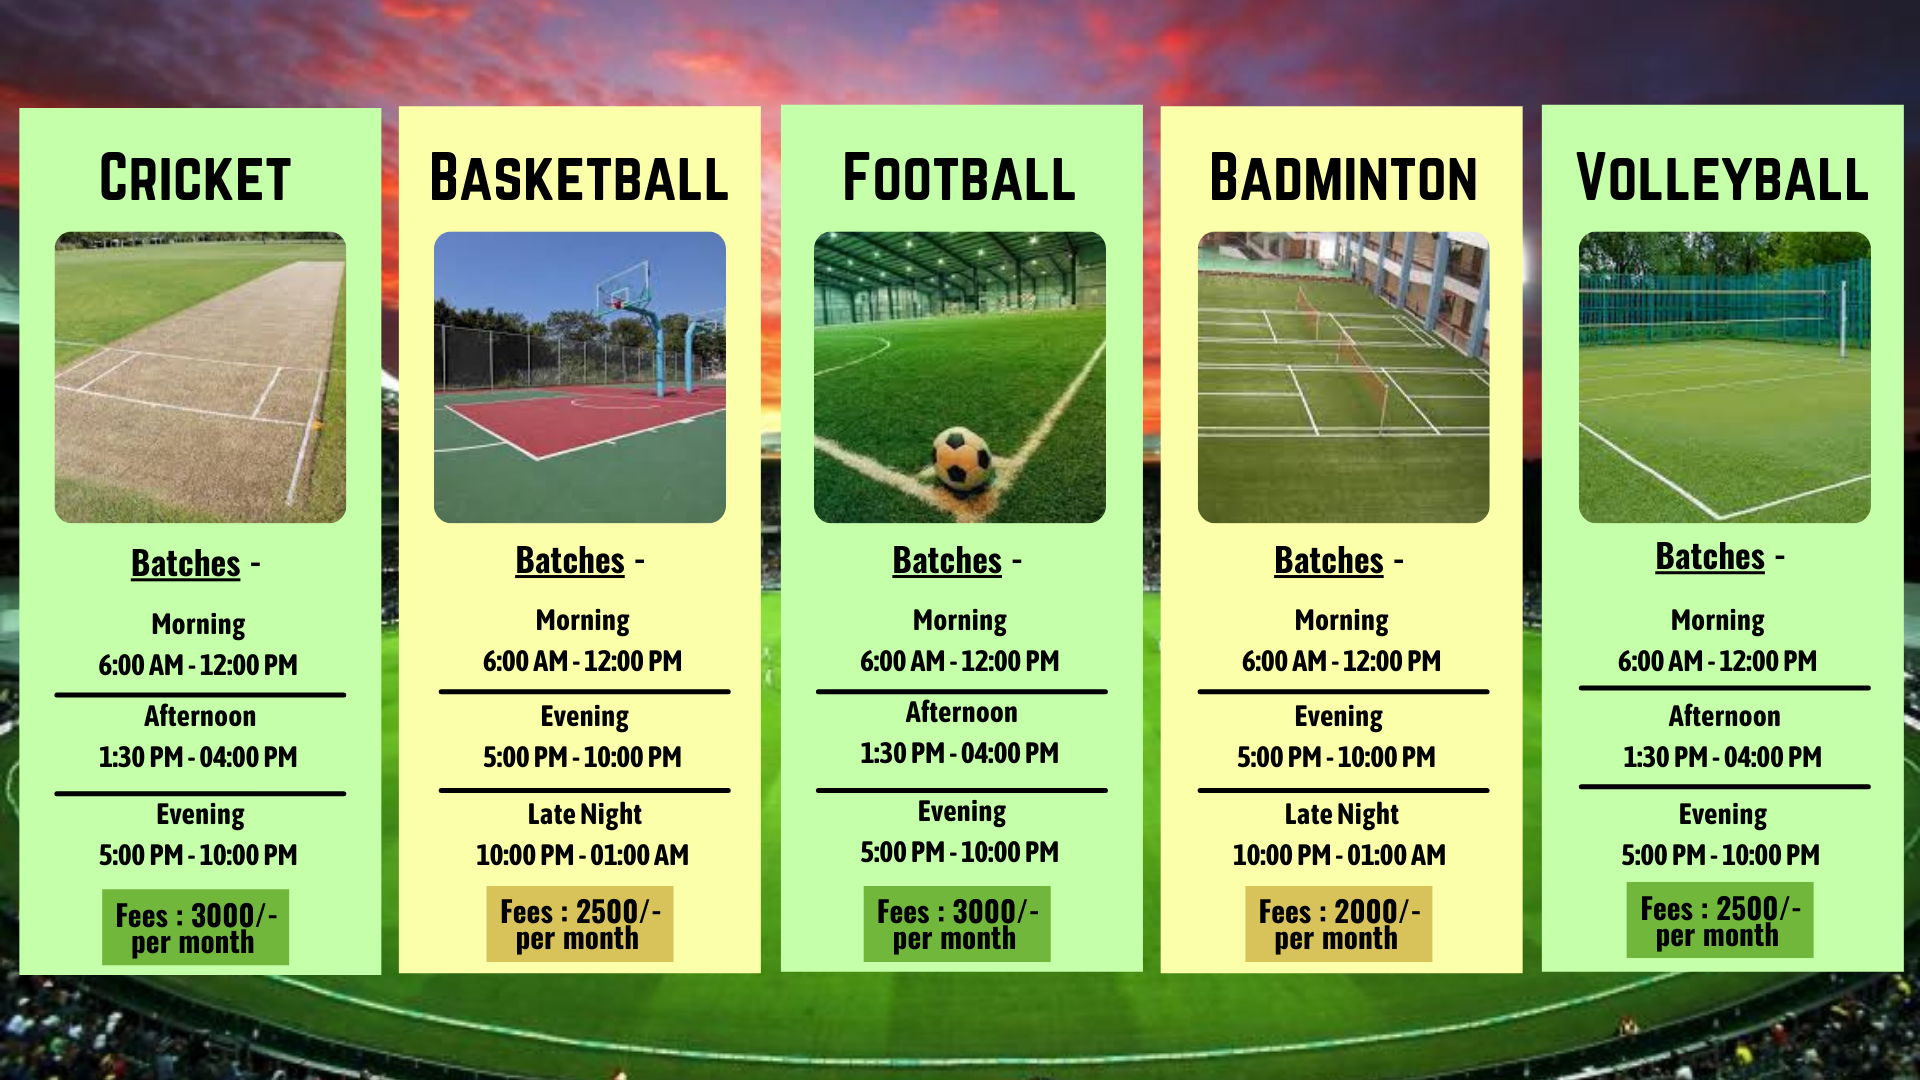 Cricket
Batches -
Morning
6:00 AM - 12:00 PM
Afternoon
1:30 PM - 04:00 PM
Evening
5:00 PM - 10:00 PM
Fees : 3000/-
per month
Basketball
Batches -
Morning
6:00 AM - 12:00 PM
Evening
5:00 PM - 10:00 PM
Late Night
10:00 PM - 01:00 AM
Fees : 2500/-
per month
Football
Batches -
Morning
6:00 AM - 12:00 PM
Afternoon
1:30 PM - 04:00 PM
Evening
5:00 PM - 10:00 PM
Fees : 3000/-
per month
Badminton
Batches -
Morning
6:00 AM - 12:00 PM
Evening
5:00 PM - 10:00 PM
Late Night
10:00 PM - 01:00 AM
Fees : 2000/-
per month
Volleyball
Batches -
Morning
6:00 AM - 12:00 PM
Afternoon
1:30 PM - 04:00 PM
Evening
5:00 PM - 10:00 PM
Fees : 2500/-
per month